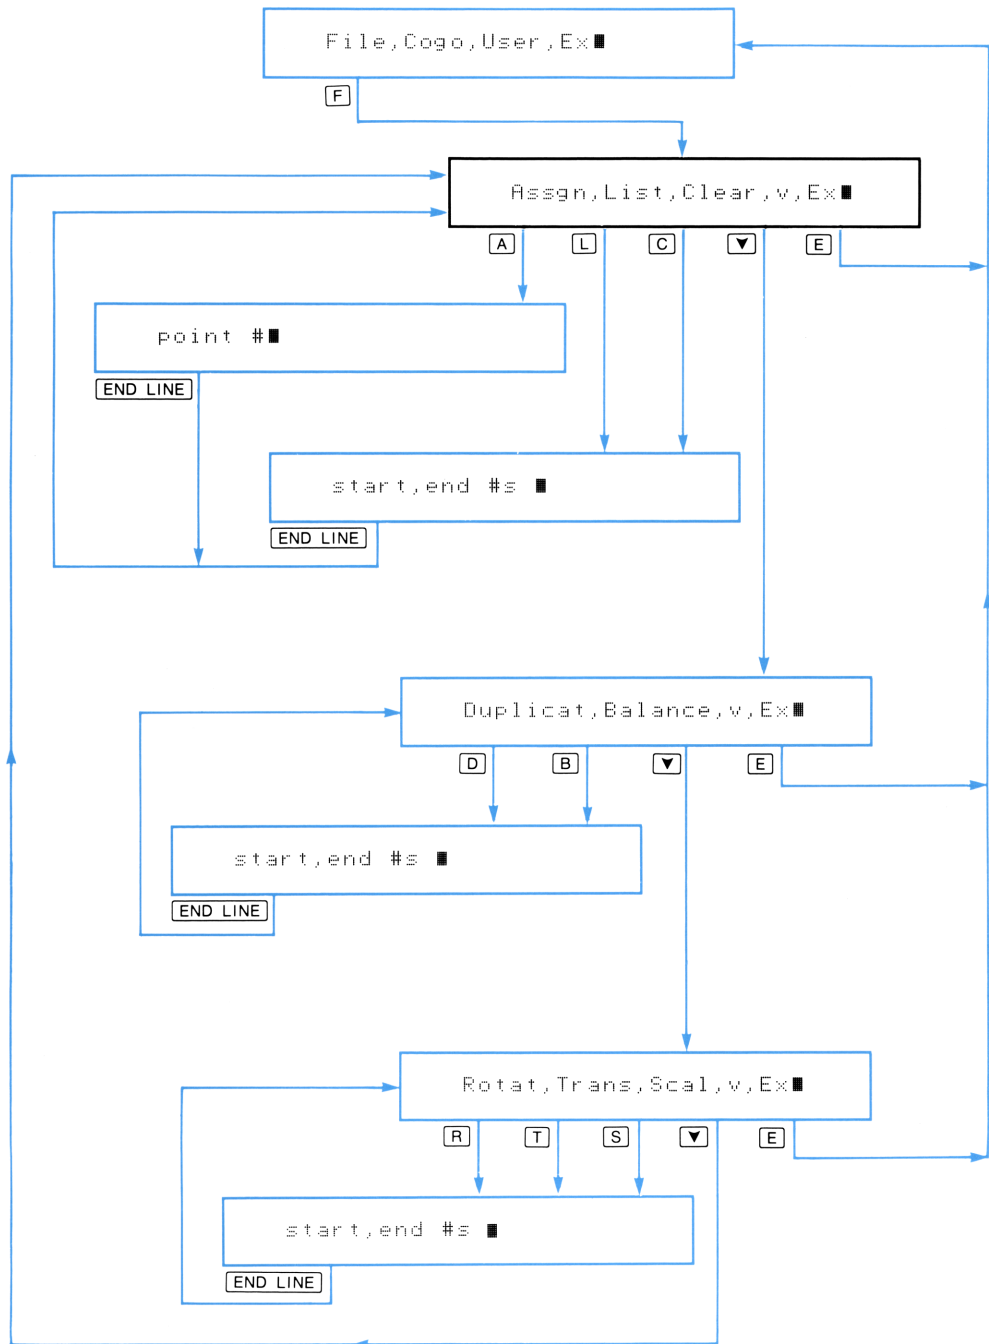 File,Cogo,User,Ex
F
Assgn,List,Clear,v,Ex
A L C ▼ E
point #
END LINE
start,end #s
END LINE
Duplicat,Balance,v,Ex
D B ▼ E
start,end #s
END LINE
Rotat,Trans,Scal,v,Ex
R T S ▼ E
start,end #s
END LINE